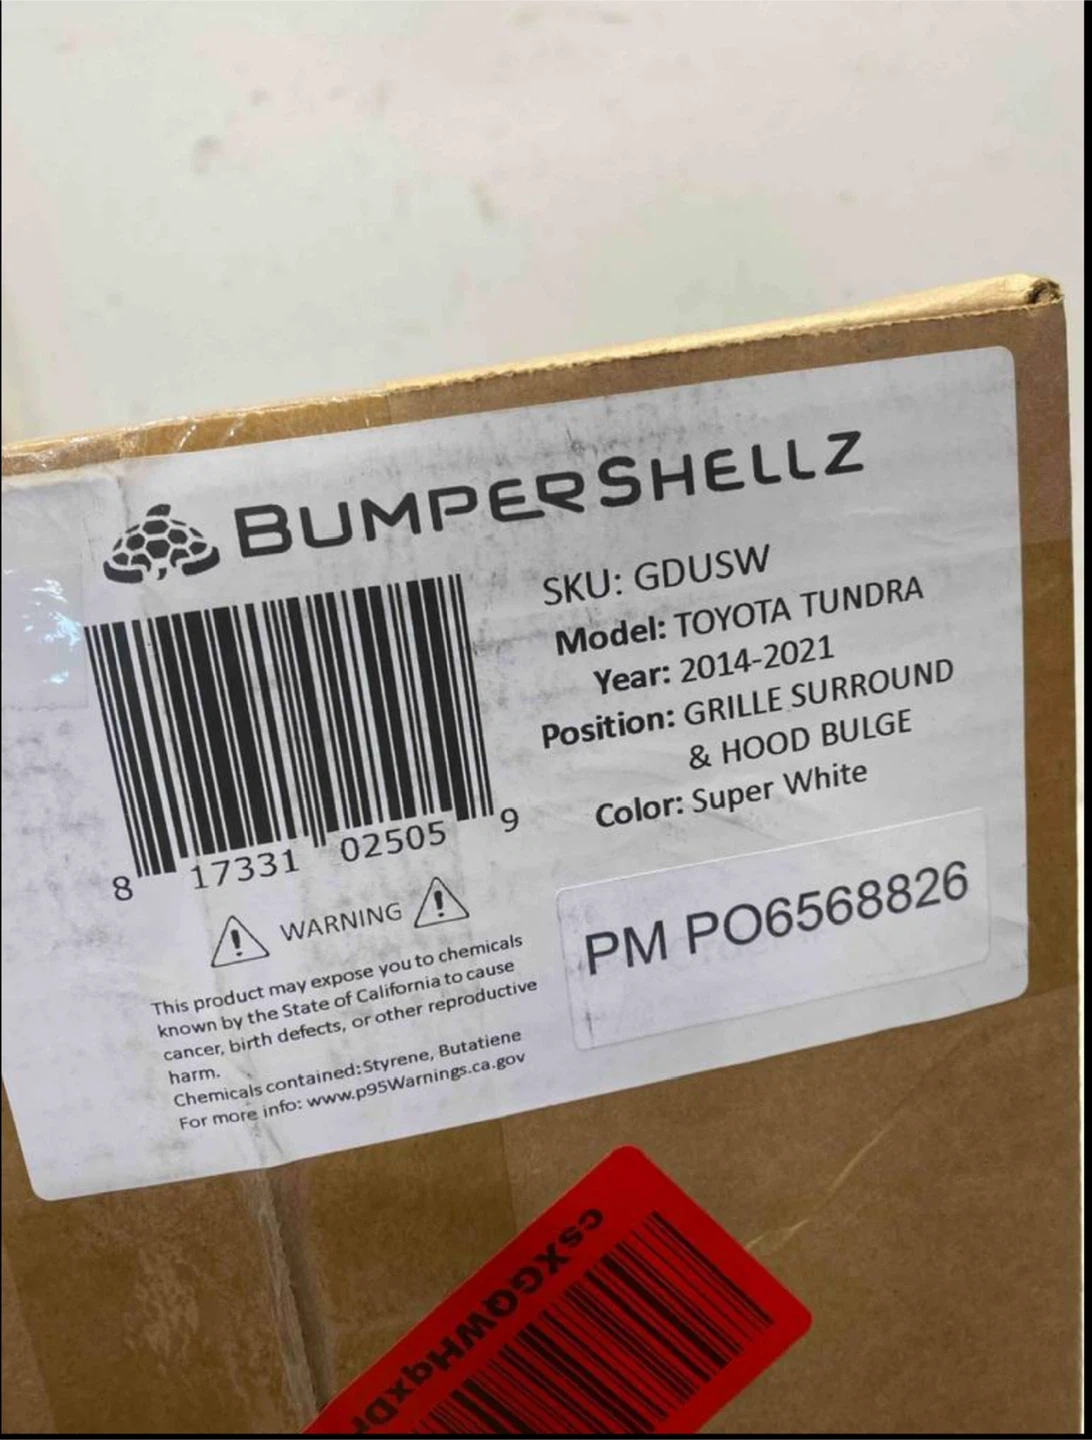 BUMPERSHELLZ
SKU: GDUSW
Model: TOYOTA TUNDRA
Year: 2014-2021
Position: GRILLE SURROUND
& HOOD BULGE
Color: Super White
8 17331 02505 9
WARNING
This product may expose you to chemicals
known by the State of California to cause
cancer, birth defects, or other reproductive
harm.
Chemicals contained: Styrene, Butatiene
For more info: www.p95Warnings.ca.gov
PM PO6568826